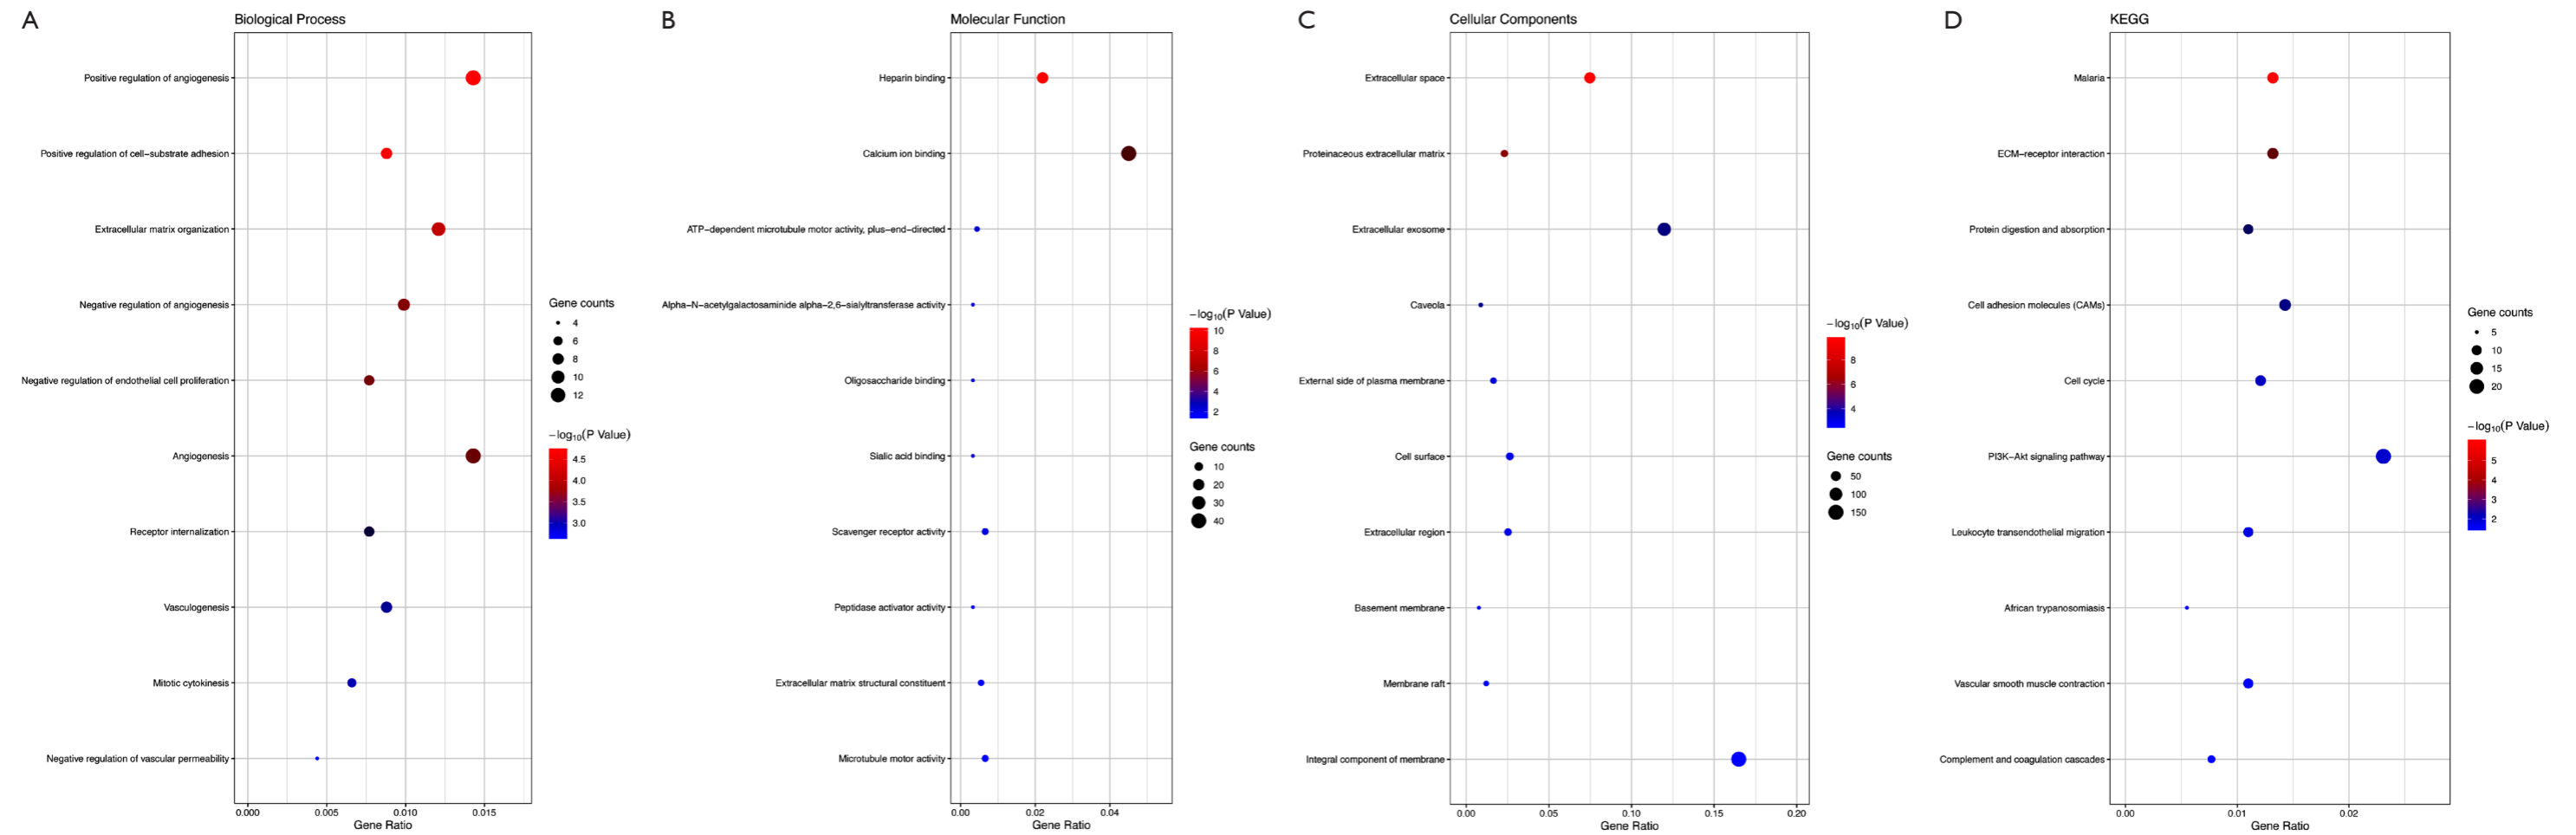 A
Biological Process
Positive regulation of angiogenesis
Positive regulation of cell−substrate adhesion
Extracellular matrix organization
Negative regulation of angiogenesis
Negative regulation of endothelial cell proliferation
Angiogenesis
Receptor internalization
Vasculogenesis
Mitotic cytokinesis
Negative regulation of vascular permeability
0.000 0.005 0.010 0.015
Gene Ratio
Gene counts
4
6
8
10
12
−log10(P Value)
4.5
4.0
3.5
3.0
B
Molecular Function
Heparin binding
Calcium ion binding
ATP−dependent microtubule motor activity, plus−end−directed
Alpha−N−acetylgalactosaminide alpha−2,6−sialyltransferase activity
Oligosaccharide binding
Sialic acid binding
Scavenger receptor activity
Peptidase activator activity
Extracellular matrix structural constituent
Microtubule motor activity
0.00 0.02 0.04
Gene Ratio
−log10(P Value)
10
8
6
4
2
Gene counts
10
20
30
40
C
Cellular Components
Extracellular space
Proteinaceous extracellular matrix
Extracellular exosome
Caveola
External side of plasma membrane
Cell surface
Extracellular region
Basement membrane
Membrane raft
Integral component of membrane
0.00 0.05 0.10 0.15 0.20
Gene Ratio
−log10(P Value)
8
6
4
Gene counts
50
100
150
D
KEGG
Malaria
ECM−receptor interaction
Protein digestion and absorption
Cell adhesion molecules (CAMs)
Cell cycle
PI3K−Akt signaling pathway
Leukocyte transendothelial migration
African trypanosomiasis
Vascular smooth muscle contraction
Complement and coagulation cascades
0.00 0.01 0.02
Gene Ratio
Gene counts
5
10
15
20
−log10(P Value)
5
4
3
2